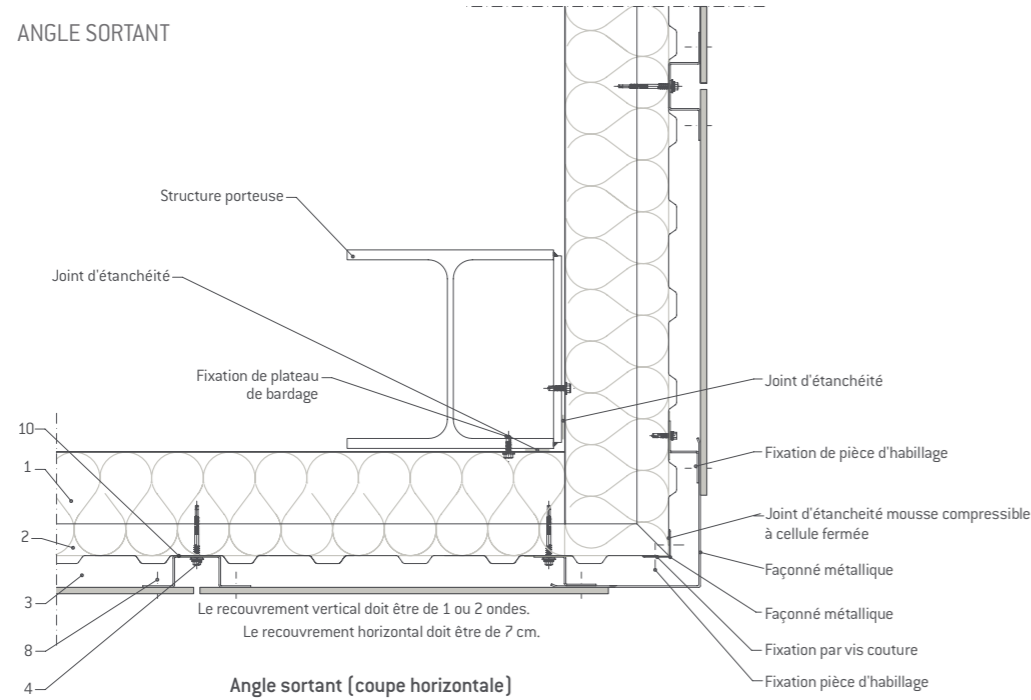 ANGLE SORTANT
Structure porteuse
Joint d'étanchéité
Fixation de plateau
de bardage
10
1
2
3
8
4
Joint d'étanchéité
Fixation de pièce d'habillage
Joint d'étancheité mousse compressible
à cellule fermée
Façonné métallique
Façonné métallique
Fixation par vis couture
Fixation pièce d'habillage
Le recouvrement vertical doit être de 1 ou 2 ondes.
Le recouvrement horizontal doit être de 7 cm.
Angle sortant (coupe horizontale)